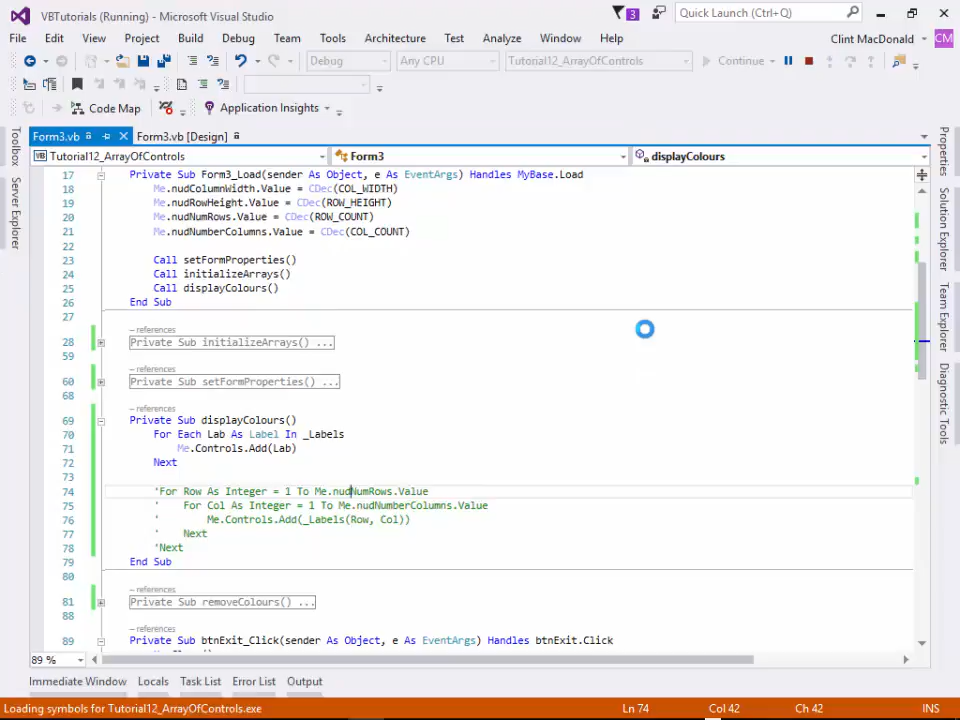 VBTutorials (Running) - Microsoft Visual Studio
3
Quick Launch (Ctrl+Q)
File Edit View Project Build Debug Team Tools Architecture Test Analyze Window Help
Clint MacDonald CM
Debug Any CPU Tutorial12_ArrayOfControls Continue
Code Map Application Insights
Form3.vb Form3.vb [Design]
Tutorial12_ArrayOfControls Form3 displayColours
Toolbox
Server Explorer
Properties
Solution Explorer
Team Explorer
Diagnostic Tools
17 Private Sub Form3_Load(sender As Object, e As EventArgs) Handles MyBase.Load
18 Me.nudColumnWidth.Value = CDec(COL_WIDTH)
19 Me.nudRowHeight.Value = CDec(ROW_HEIGHT)
20 Me.nudNumRows.Value = CDec(ROW_COUNT)
21 Me.nudNumberColumns.Value = CDec(COL_COUNT)
22
23 Call setFormProperties()
24 Call initializeArrays()
25 Call displayColours()
26 End Sub
27
– references
28 Private Sub initializeArrays() ...
59
– references
60 Private Sub setFormProperties() ...
68
– references
69 Private Sub displayColours()
70 For Each Lab As Label In _Labels
71 Me.Controls.Add(Lab)
72 Next
73
74 'For Row As Integer = 1 To Me.nudNumRows.Value
75 ' For Col As Integer = 1 To Me.nudNumberColumns.Value
76 ' Me.Controls.Add(_Labels(Row, Col))
77 ' Next
78 'Next
79 End Sub
80
– references
81 Private Sub removeColours() ...
88
– references
89 Private Sub btnExit_Click(sender As Object, e As EventArgs) Handles btnExit.Click
89 %
Immediate Window Locals Task List Error List Output
Loading symbols for Tutorial12_ArrayOfControls.exe Ln 74 Col 42 Ch 42 INS